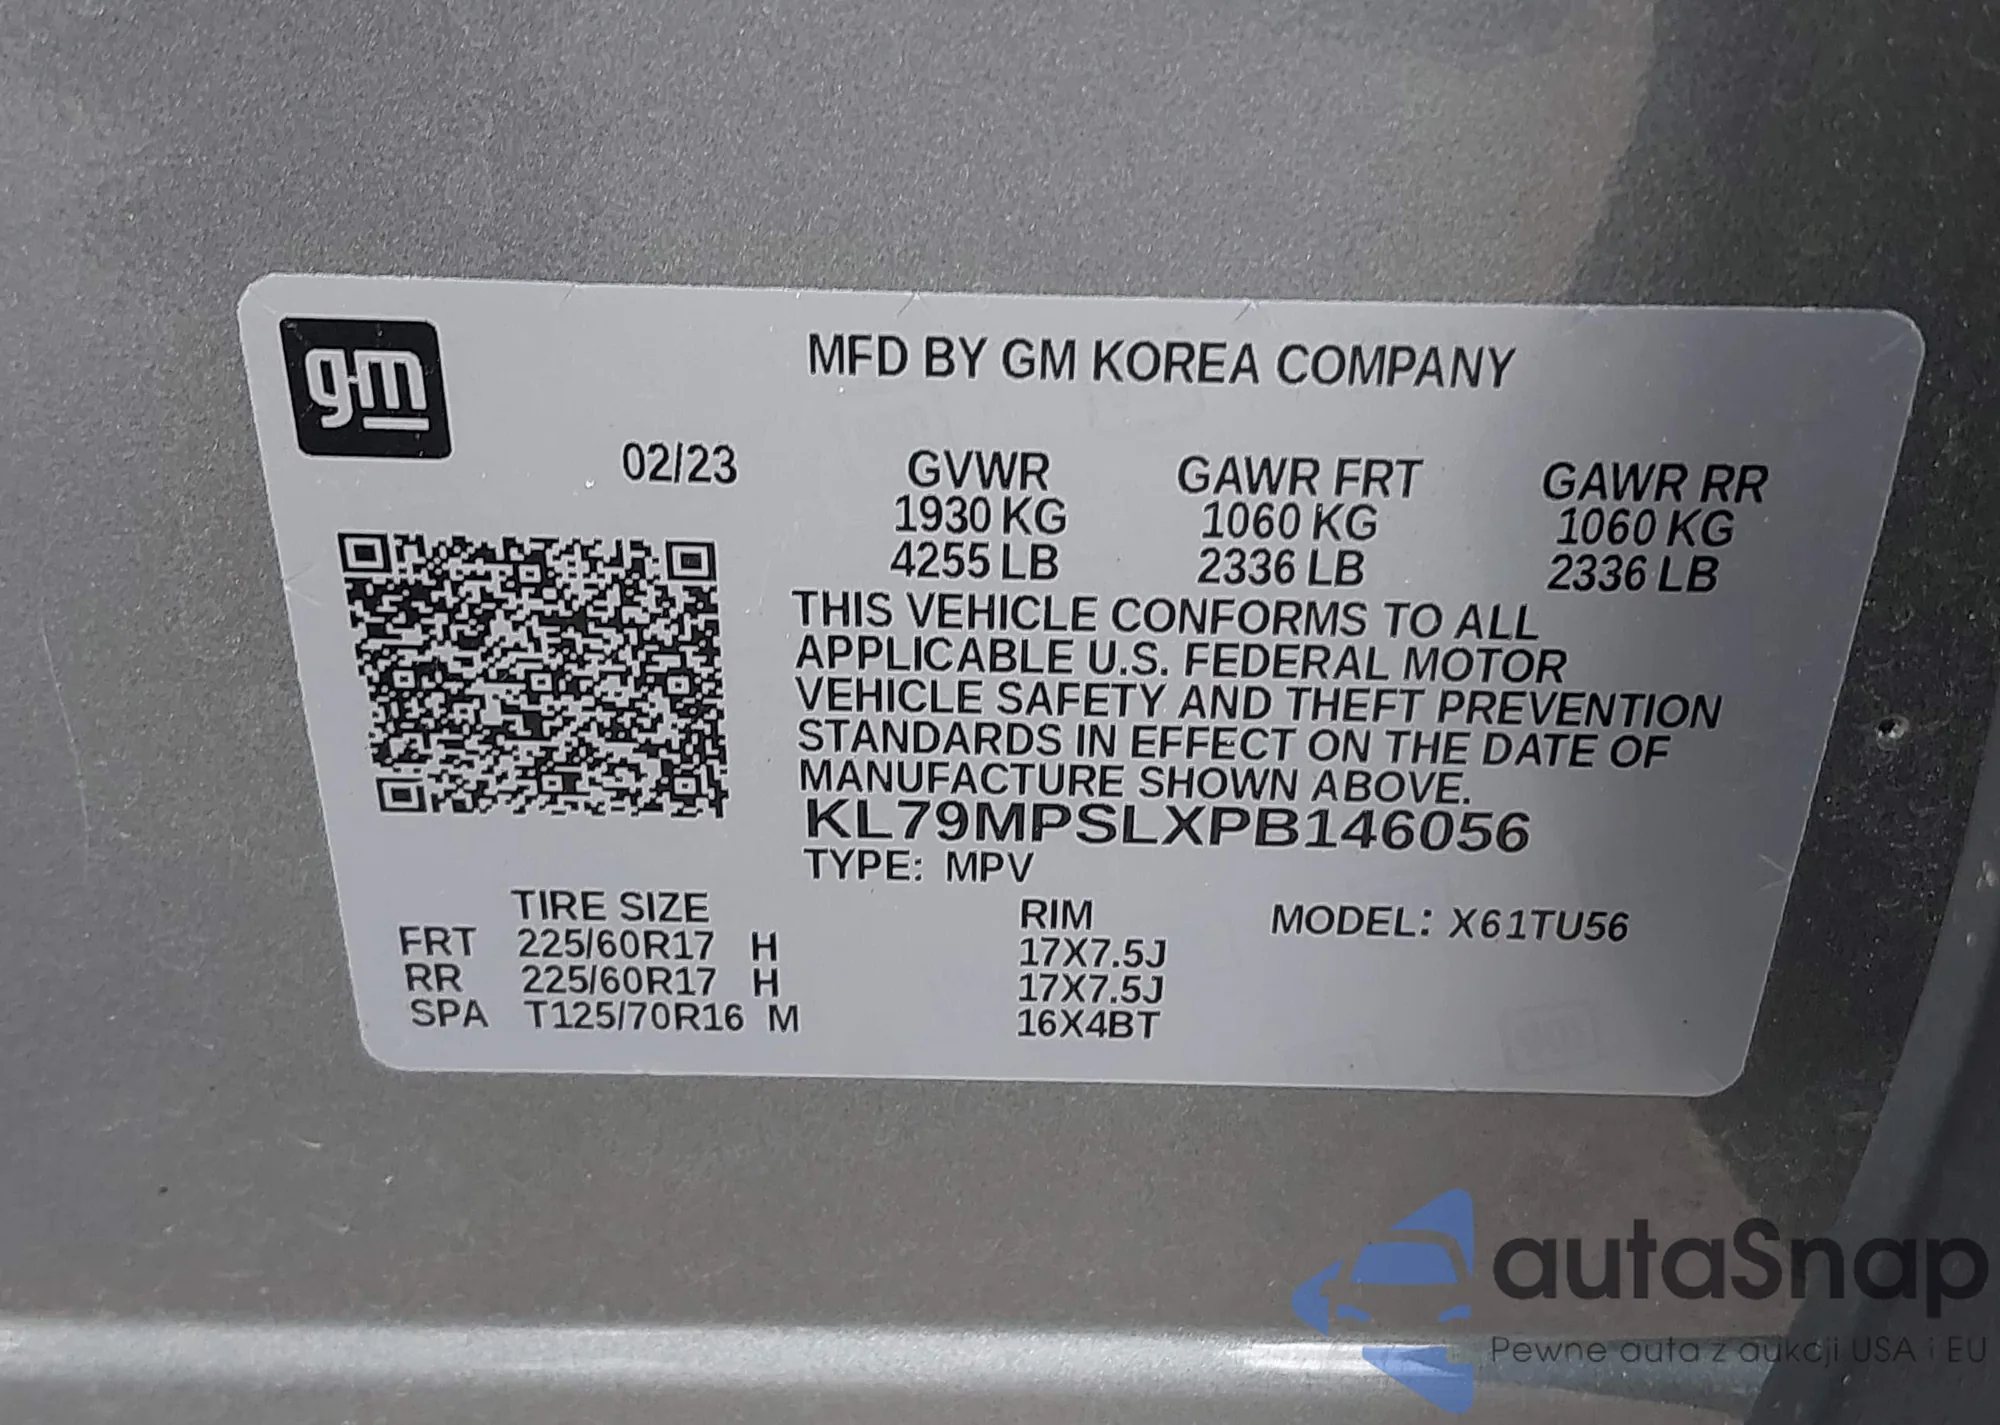 gm
MFD BY GM KOREA COMPANY
02/23
GVWR GAWR FRT GAWR RR
1930 KG 1060 KG 1060 KG
4255 LB 2336 LB 2336 LB
THIS VEHICLE CONFORMS TO ALL
APPLICABLE U.S. FEDERAL MOTOR
VEHICLE SAFETY AND THEFT PREVENTION
STANDARDS IN EFFECT ON THE DATE OF
MANUFACTURE SHOWN ABOVE.
KL79MPSLXPB146056
TYPE: MPV
TIRE SIZE RIM MODEL: X61TU56
FRT 225/60R17 H 17X7.5J
RR 225/60R17 H 17X7.5J
SPA T125/70R16 M 16X4BT
autaSnap
Pewne auta z aukcji USA i EU